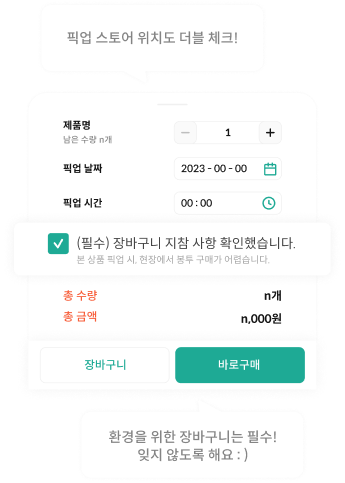 픽업 스토어 위치도 더블 체크!
제품명
남은 수량 n개
1
픽업 날짜
2023 - 00 - 00
픽업 시간
00 : 00
(필수) 장바구니 지참 사항 확인했습니다.
본 상품 픽업 시, 현장에서 봉투 구매가 어렵습니다.
총 수량
n개
총 금액
n,000원
장바구니
바로구매
환경을 위한 장바구니는 필수!
잊지 않도록 해요 : )